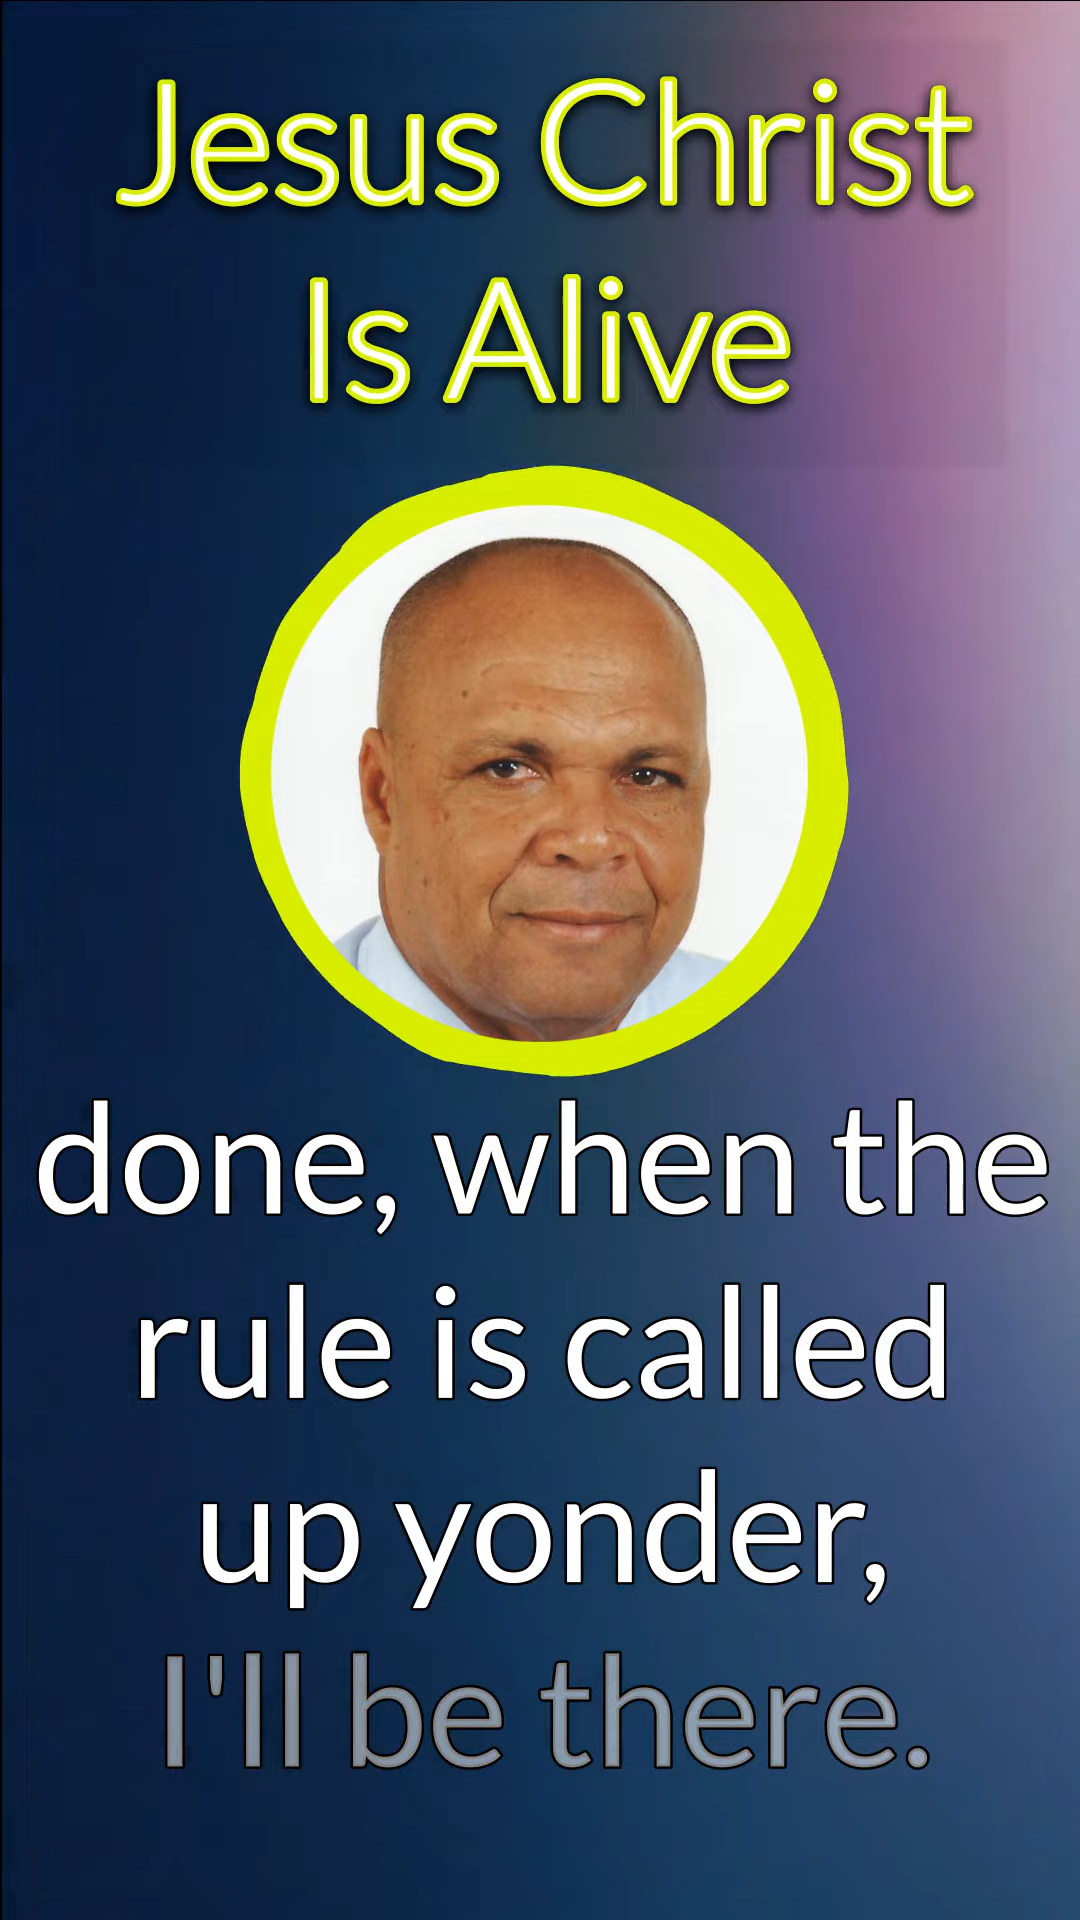 Jesus Christ
Is Alive
done, when the
rule is called
up yonder,
I'll be there.